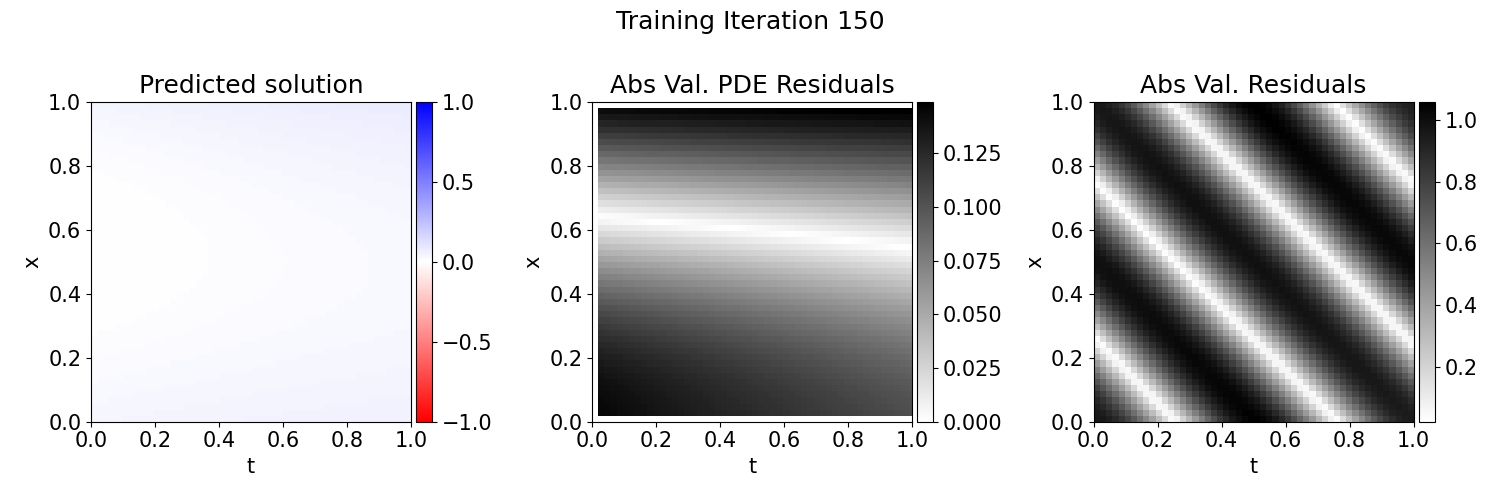 Training Iteration 150
Predicted solution
1.0
0.8
0.6
0.4
0.2
0.0
x
0.0 0.2 0.4 0.6 0.8 1.0
t
1.0
0.5
0.0
−0.5
−1.0
Abs Val. PDE Residuals
1.0
0.8
0.6
0.4
0.2
0.0
x
0.0 0.2 0.4 0.6 0.8 1.0
t
0.125
0.100
0.075
0.050
0.025
0.000
Abs Val. Residuals
1.0
0.8
0.6
0.4
0.2
0.0
x
0.0 0.2 0.4 0.6 0.8 1.0
t
1.0
0.8
0.6
0.4
0.2